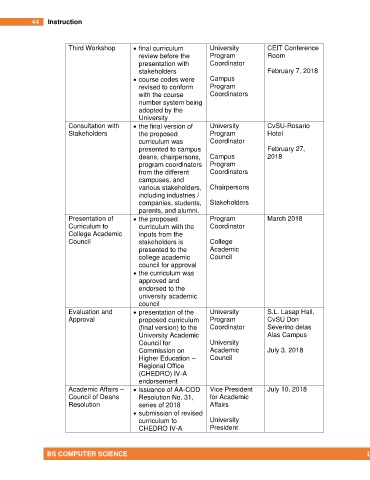 44 Instruction
Third Workshop • final curriculum University CEIT Conference
review before the Program Room
presentation with Coordinator
stakeholders February 7, 2018
• course codes were Campus
revised to conform Program
with the course Coordinators
number system being
adopted by the
University
Consultation with • the final version of University CvSU-Rosario
Stakeholders the proposed Program Hotel
curriculum was Coordinator
presented to campus February 27,
deans, chairpersons, Campus 2018
program coordinators Program
from the different Coordinators
campuses, and
various stakeholders, Chairpersons
including industries /
companies, students, Stakeholders
parents, and alumni.
Presentation of • the proposed Program March 2018
Curriculum to curriculum with the Coordinator
College Academic inputs from the
Council stakeholders is College
presented to the Academic
college academic Council
council for approval
• the curriculum was
approved and
endorsed to the
university academic
council
Evaluation and • presentation of the University S.L. Lasap Hall,
Approval proposed curriculum Program CvSU Don
(final version) to the Coordinator Severino delas
University Academic Alas Campus
Council for University
Commission on Academic July 3, 2018
Higher Education – Council
Regional Office
(CHEDRO) IV-A
endorsement
Academic Affairs – • issuance of AA-COD Vice President July 10, 2018
Council of Deans Resolution No. 31, for Academic
Resolution series of 2018 Affairs
• submission of revised
curriculum to University
CHEDRO IV-A President
BS COMPUTER SCIENCE L